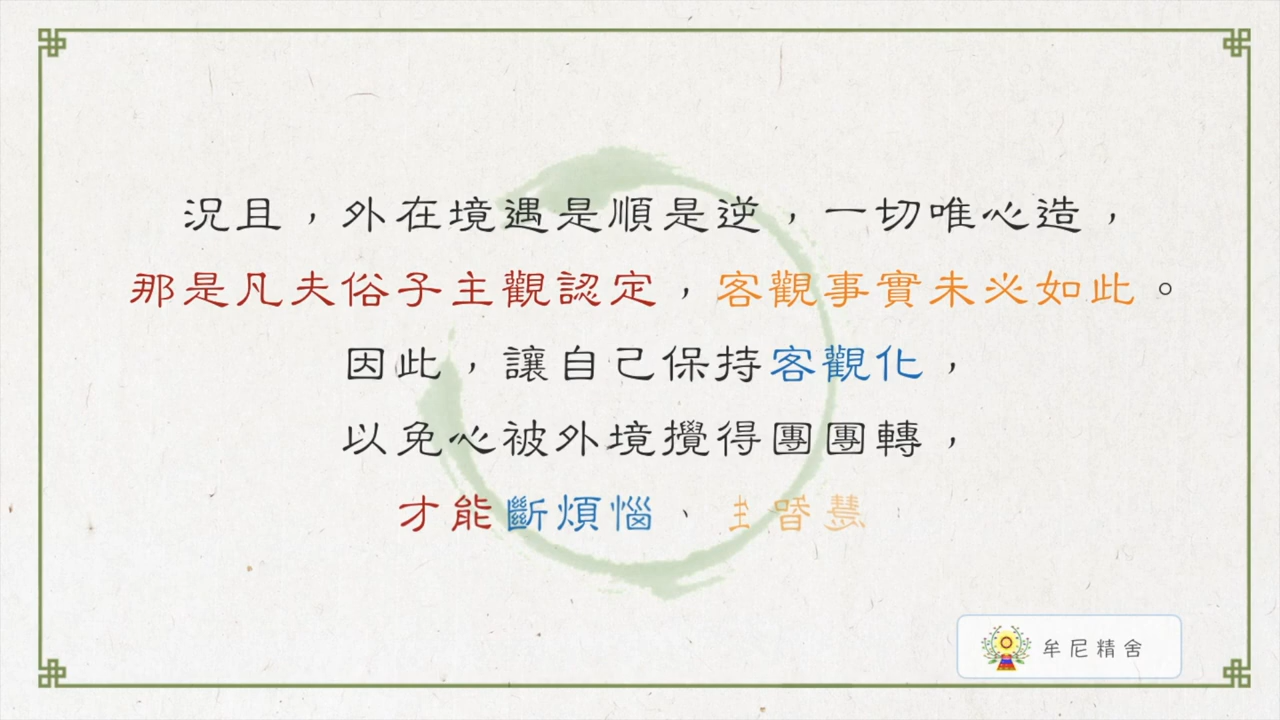 況且，外在境遇是順是逆，一切唯心造，
那是凡夫俗子主觀認定，客觀事實未必如此。
因此，讓自己保持客觀化，
以免心被外境攪得團團轉，
才能斷煩惱、生智慧
牟尼精舍